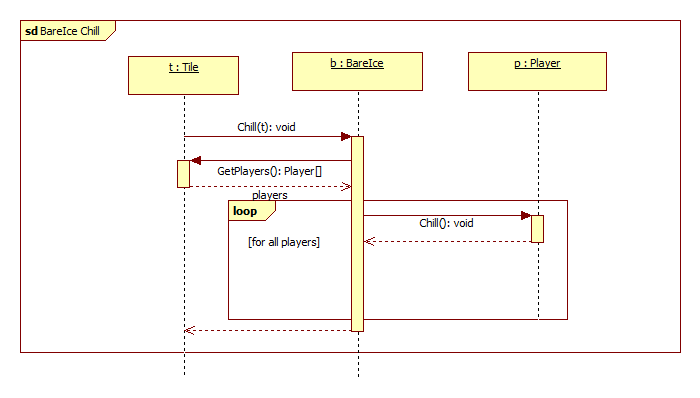 sd BareIce Chill
t : Tile
b : BareIce
p : Player
Chill(t): void
GetPlayers(): Player[]
players
loop
Chill(): void
[for all players]